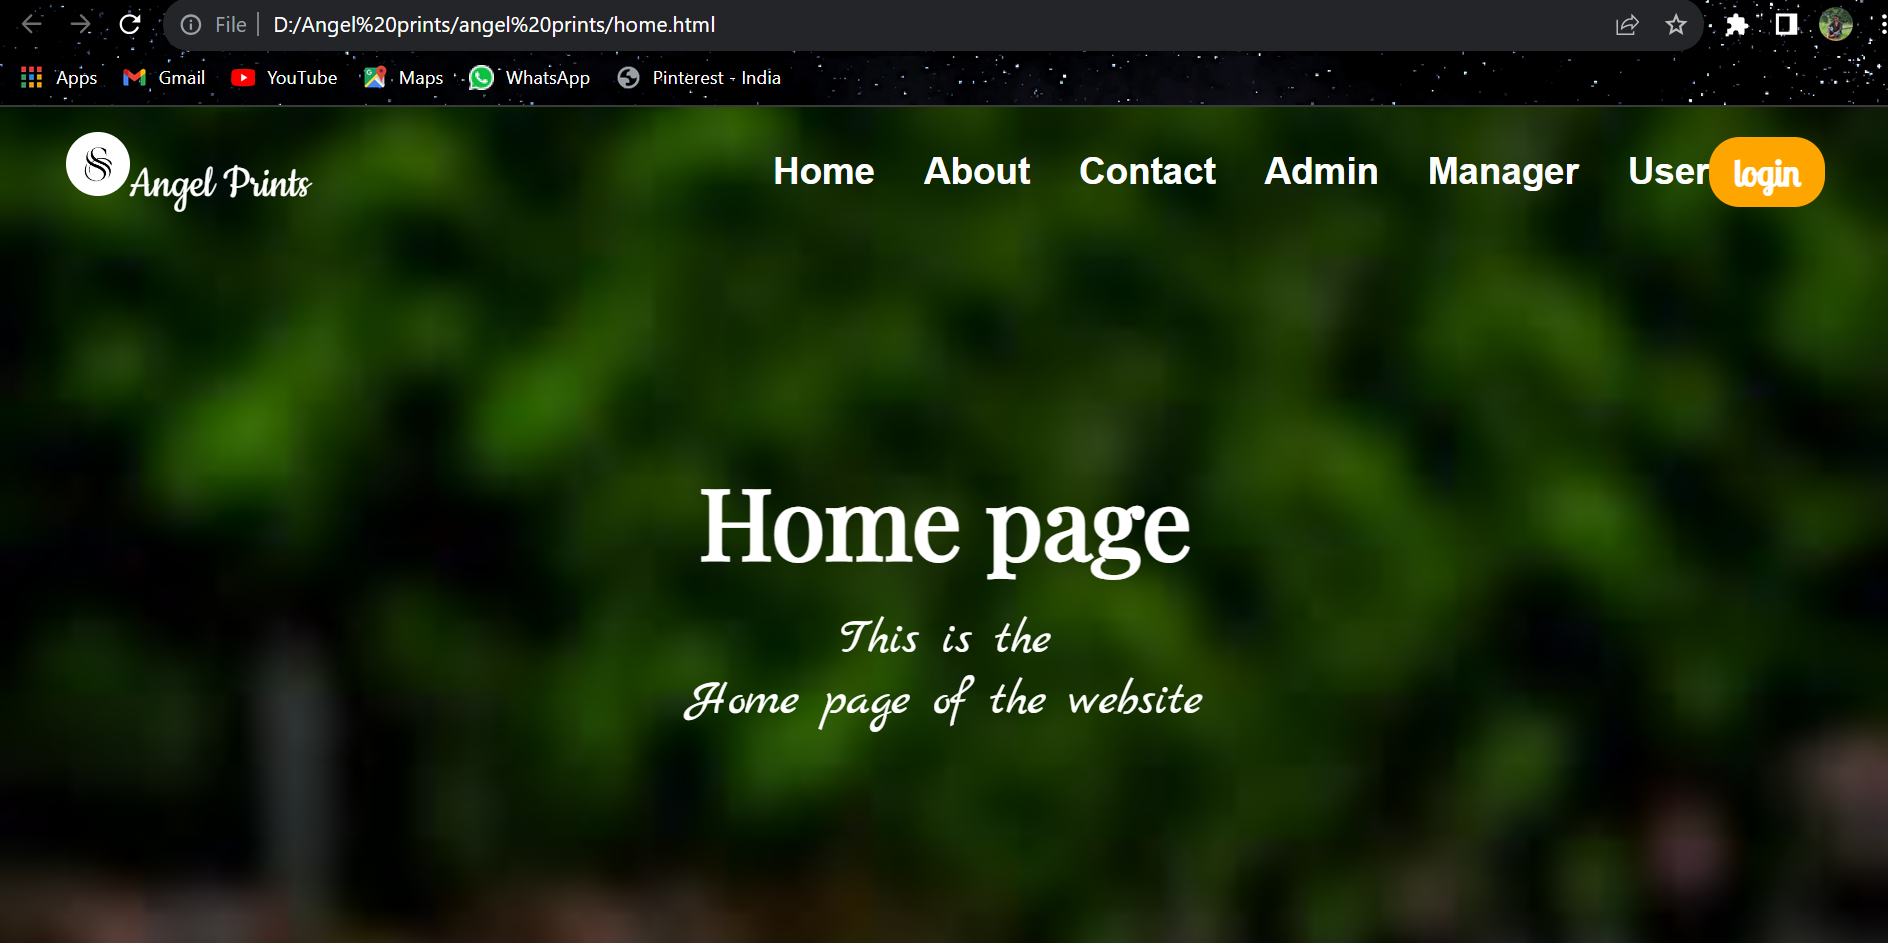 File D:/Angel%20prints/angel%20prints/home.html
Apps Gmail YouTube Maps WhatsApp Pinterest - India
Angel Prints Home About Contact Admin Manager User login
Home page
This is the
Home page of the website